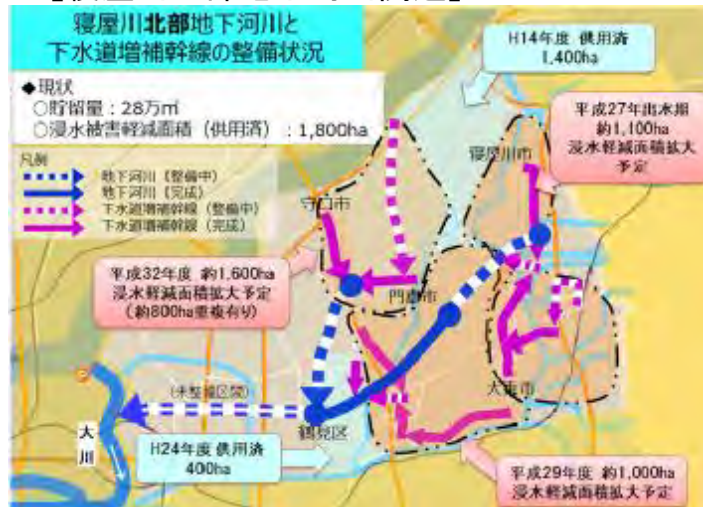 寝屋川北部地下河川と
下水道増補幹線の整備状況
◆現状
○貯留量：28万㎥
○浸水被害軽減面積（供用済）：1,800ha
凡例
地下河川（整備中）
地下河川（完成）
下水道増補幹線（整備中）
下水道増補幹線（完成）
H14年度 供用済
1,400ha
平成27年出水期
約1,100ha
浸水軽減面積拡大
予定
寝屋川市
守口市
平成32年度 約1,600ha
浸水軽減面積拡大予定
（約800ha重複有り）
門真市
（未整備区間）
大東市
大川
鶴見区
H24年度 供用済
400ha
平成29年度 約1,000ha
浸水軽減面積拡大予定